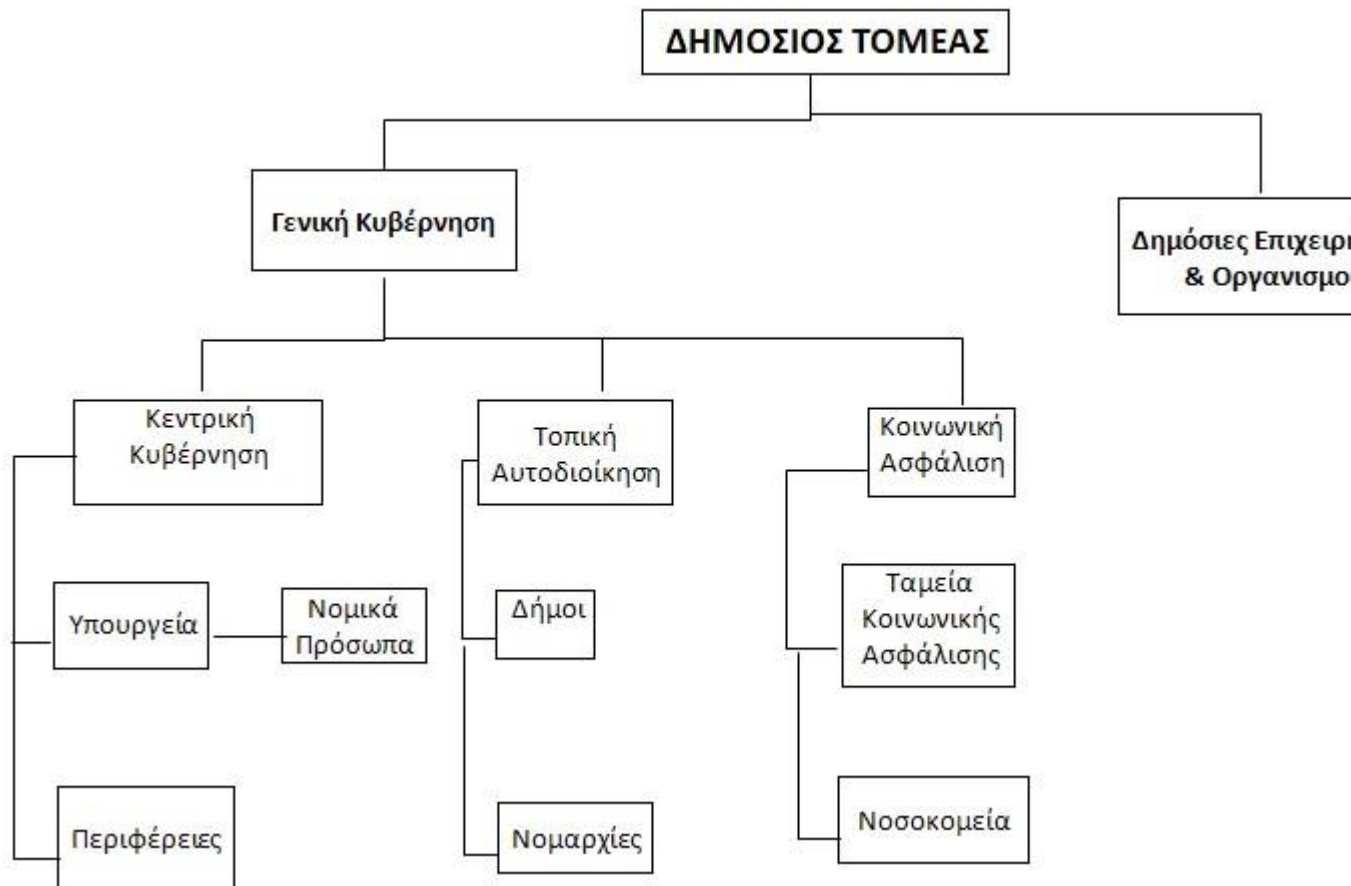 ΔΗΜΟΣΙΟΣ ΤΟΜΕΑΣ
Γενική Κυβέρνηση
Δημόσιες
& 
Κεντρική
Κυβέρνηση
Τοπική
Αυτοδιοίκηση
Κοινωνική
Ασφάλιση
Υπουργεία
Νομικά
Πρόσωπα
Δήμοι
Ταμεία
Κοινωνικής
Ασφάλισης
Περιφέρειες
Νομαρχίες
Νοσοκομεία